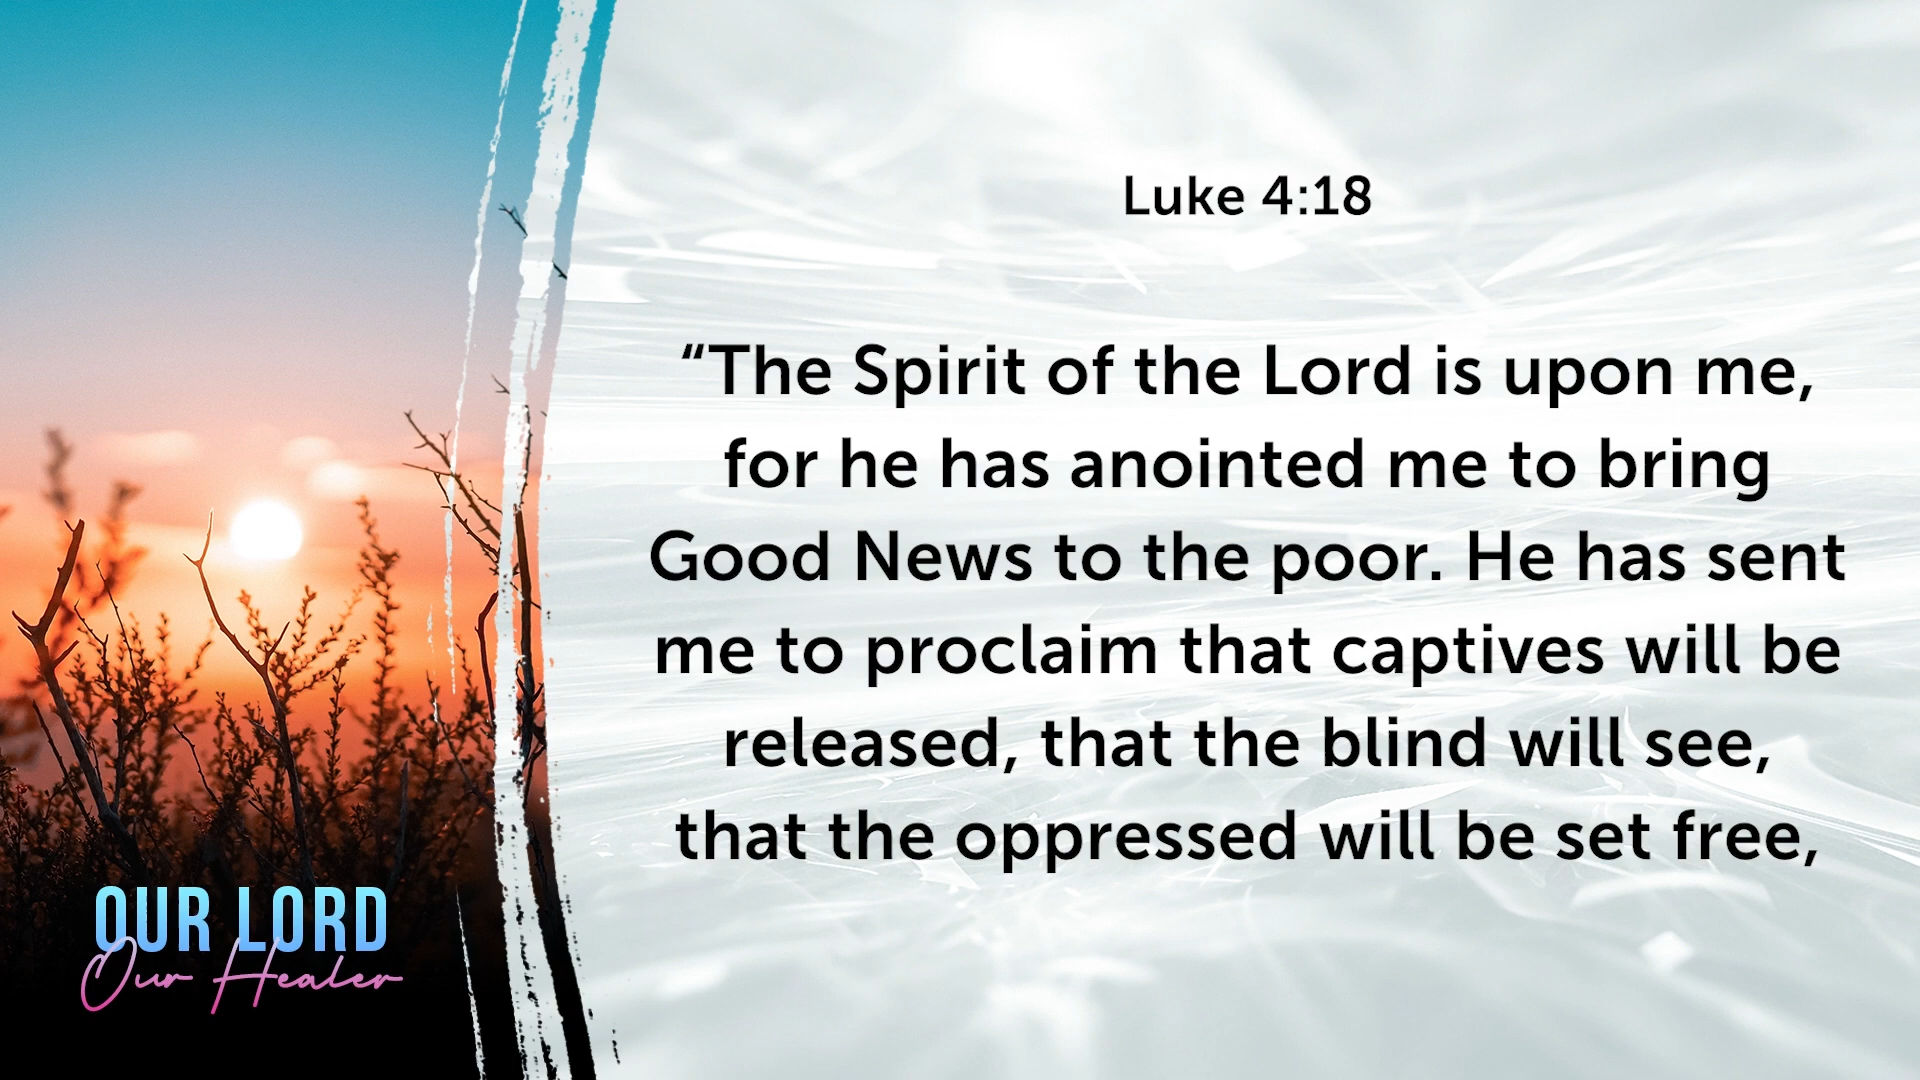 Luke 4:18
“The Spirit of the Lord is upon me,
for he has anointed me to bring
Good News to the poor. He has sent
me to proclaim that captives will be
released, that the blind will see,
that the oppressed will be set free,
OUR LORD
Our Healer